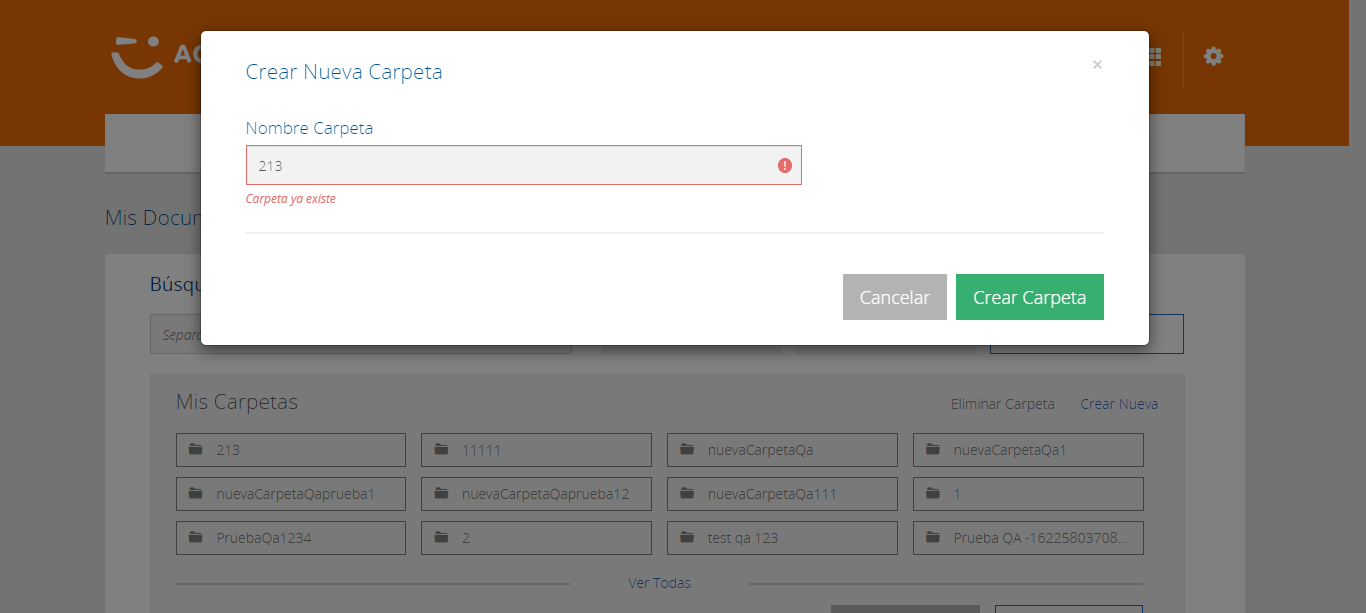 AC
Crear Nueva Carpeta
×
Nombre Carpeta
213
Carpeta ya existe
Cancelar
Crear Carpeta
Mis Docum
Búsqu
Separa
Mis Carpetas
Eliminar Carpeta
Crear Nueva
213
11111
nuevaCarpetaQa
nuevaCarpetaQa1
nuevaCarpetaQaprueba1
nuevaCarpetaQaprueba12
nuevaCarpetaQa111
1
PruebaQa1234
2
test qa 123
Prueba QA -16225803708...
Ver Todas